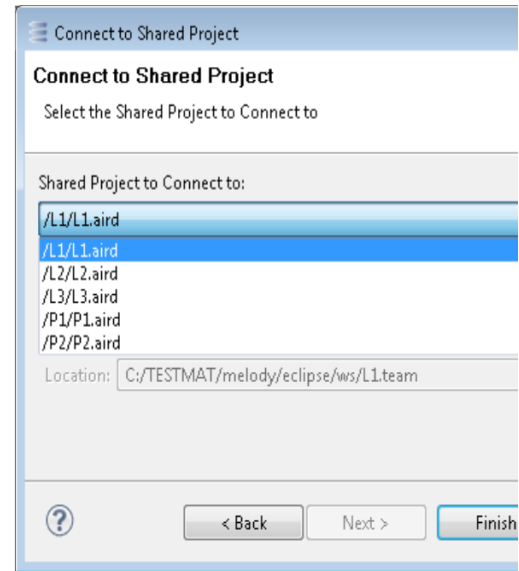 Connect to Shared Project
Connect to Shared Project
Select the Shared Project to Connect to
Shared Project to Connect to:
/L1/L1.aird
/L1/L1.aird
/L2/L2.aird
/L3/L3.aird
/P1/P1.aird
/P2/P2.aird
Location: C:/TESTMAT/melody/eclipse/ws/L1.team
? < Back Next > Finish